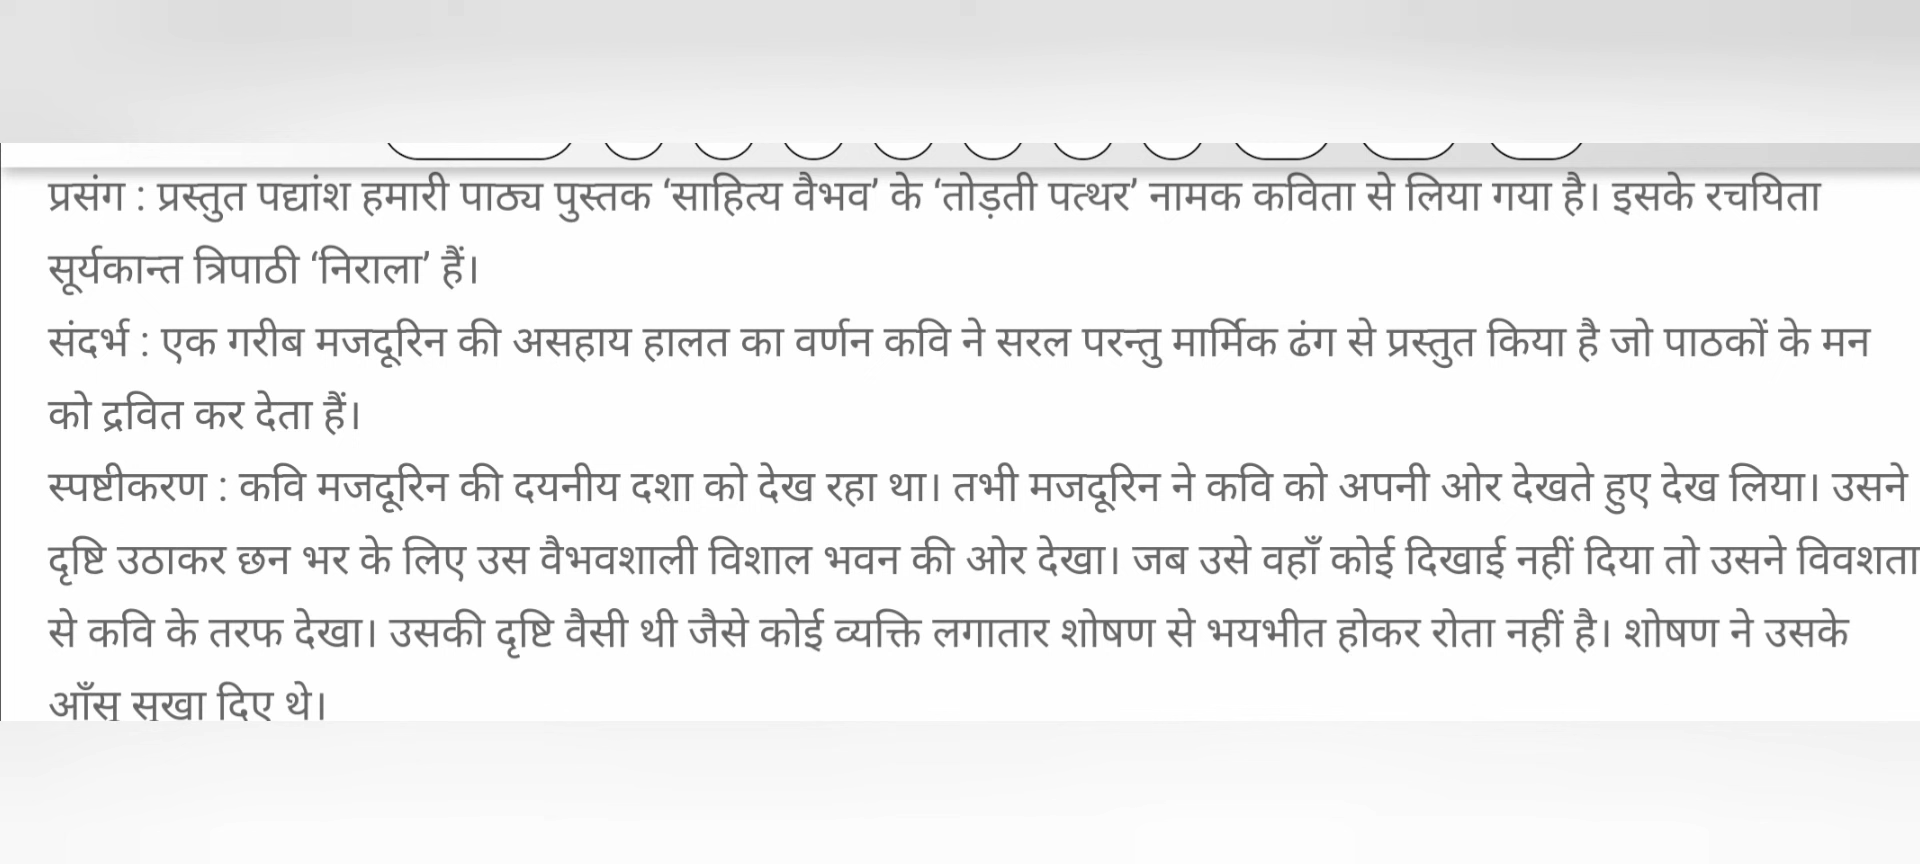 प्रसंग : प्रस्तुत पद्यांश हमारी पाठ्य पुस्तक ‘साहित्य वैभव’ के ‘तोड़ती पत्थर’ नामक कविता से लिया गया है। इसके रचयिता
सूर्यकान्त त्रिपाठी ‘निराला’ हैं।
संदर्भ : एक गरीब मजदूरिन की असहाय हालत का वर्णन कवि ने सरल परन्तु मार्मिक ढंग से प्रस्तुत किया है जो पाठकों के मन
को द्रवित कर देता हैं।
स्पष्टीकरण : कवि मजदूरिन की दयनीय दशा को देख रहा था। तभी मजदूरिन ने कवि को अपनी ओर देखते हुए देख लिया। उसने
दृष्टि उठाकर छन भर के लिए उस वैभवशाली विशाल भवन की ओर देखा। जब उसे वहाँ कोई दिखाई नहीं दिया तो उसने विवशता
से कवि के तरफ देखा। उसकी दृष्टि वैसी थी जैसे कोई व्यक्ति लगातार शोषण से भयभीत होकर रोता नहीं है। शोषण ने उसके
आँसू सुखा दिए थे।